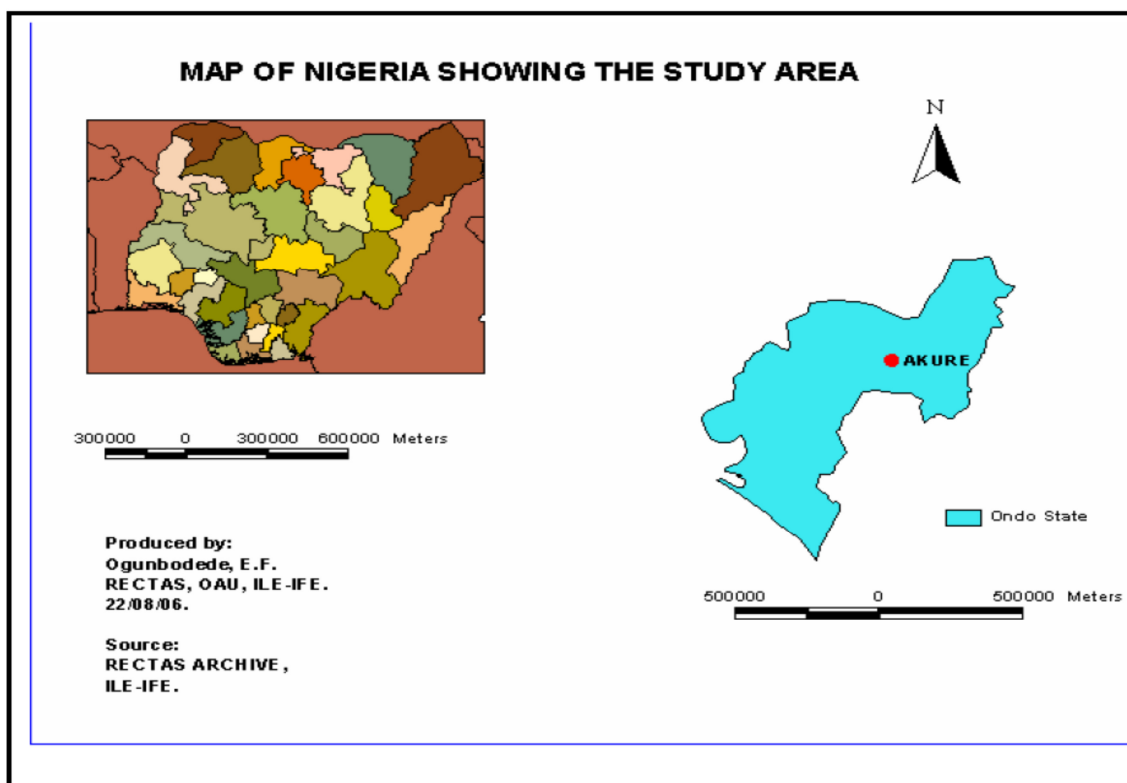 MAP OF NIGERIA SHOWING THE STUDY AREA
N
AKURE
300000 0 300000 600000 Meters
Ondo State
Produced by:
Ogunbodede, E.F.
RECTAS, OAU, ILE-IFE.
22/08/06.
500000 0 500000 Meters
Source:
RECTAS ARCHIVE,
ILE-IFE.